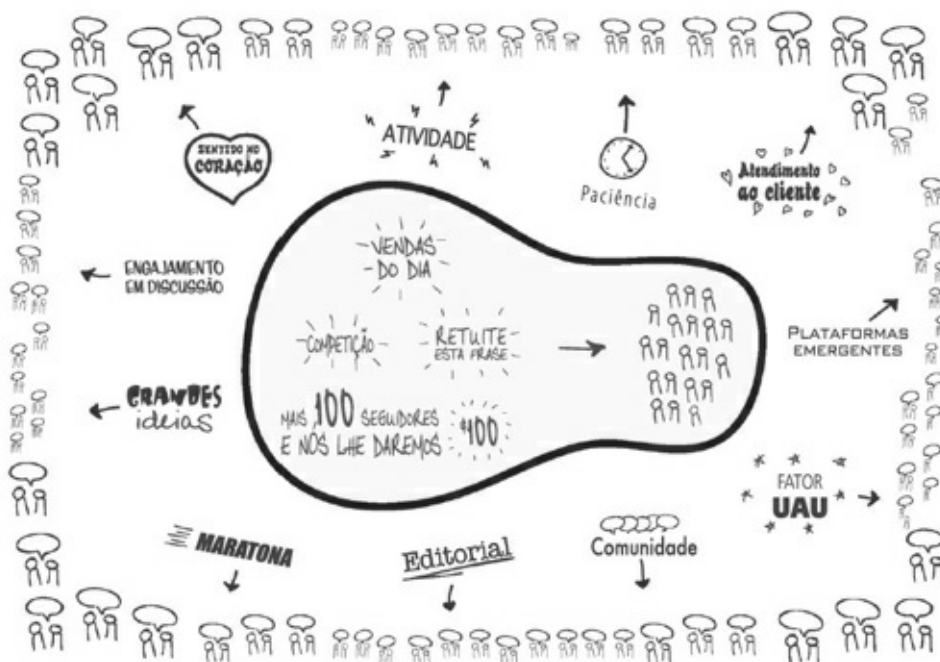 SENTIDO NO
CORAÇÃO
ATIVIDADE
Paciência
Atendimento
ao cliente
ENGAJAMENTO
EM DISCUSSÃO
VENDAS
DO DIA
COMPETIÇÃO
RETUITE
ESTA FRASE
PLATAFORMAS
EMERGENTES
GRANDES
ideias
MAIS 100 SEGUIDORES
E NÓS LHE DAREMOS
$100
FATOR
UAU
MARATONA
Editorial
Comunidade